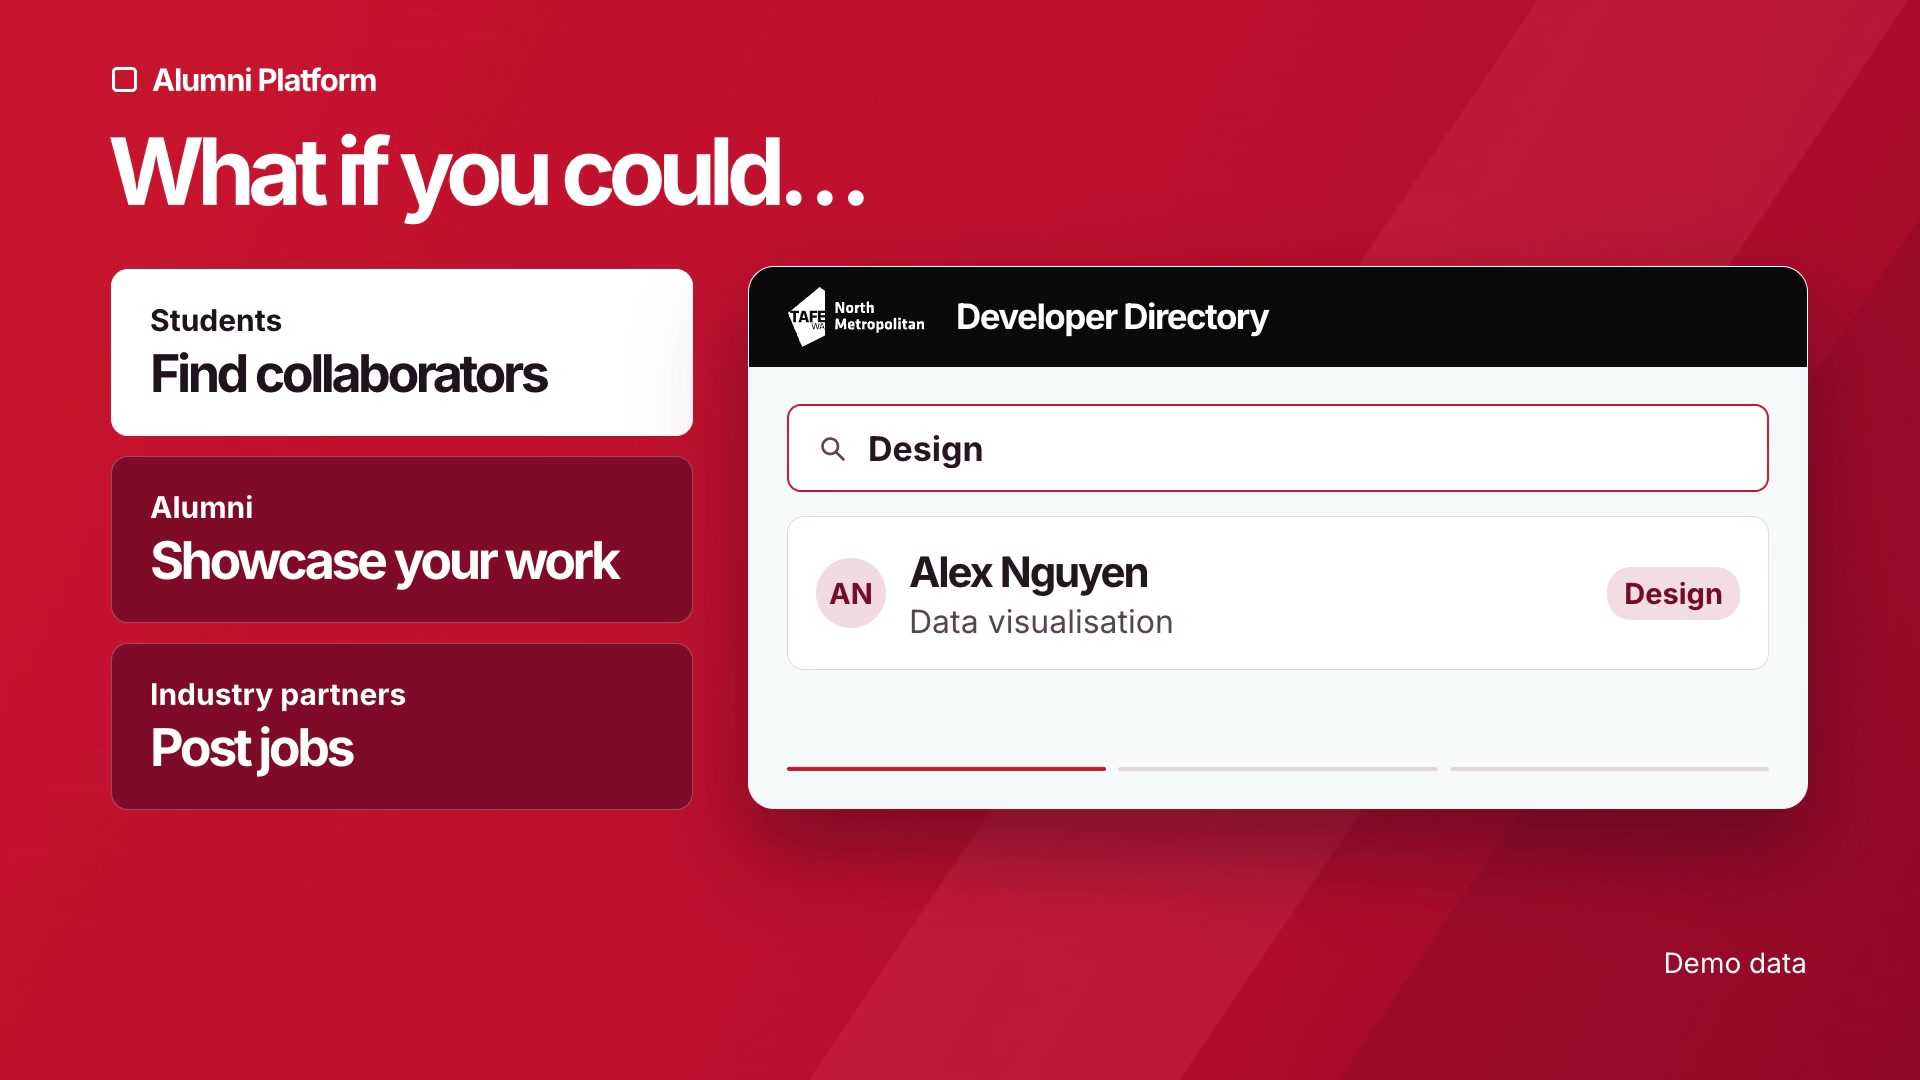 Alumni Platform
What if you could...
Students
Find collaborators
Alumni
Showcase your work
Industry partners
Post jobs
TAFE
WA
North
Metropolitan
Developer Directory
Design
AN
Alex Nguyen
Data visualisation
Design
Demo data